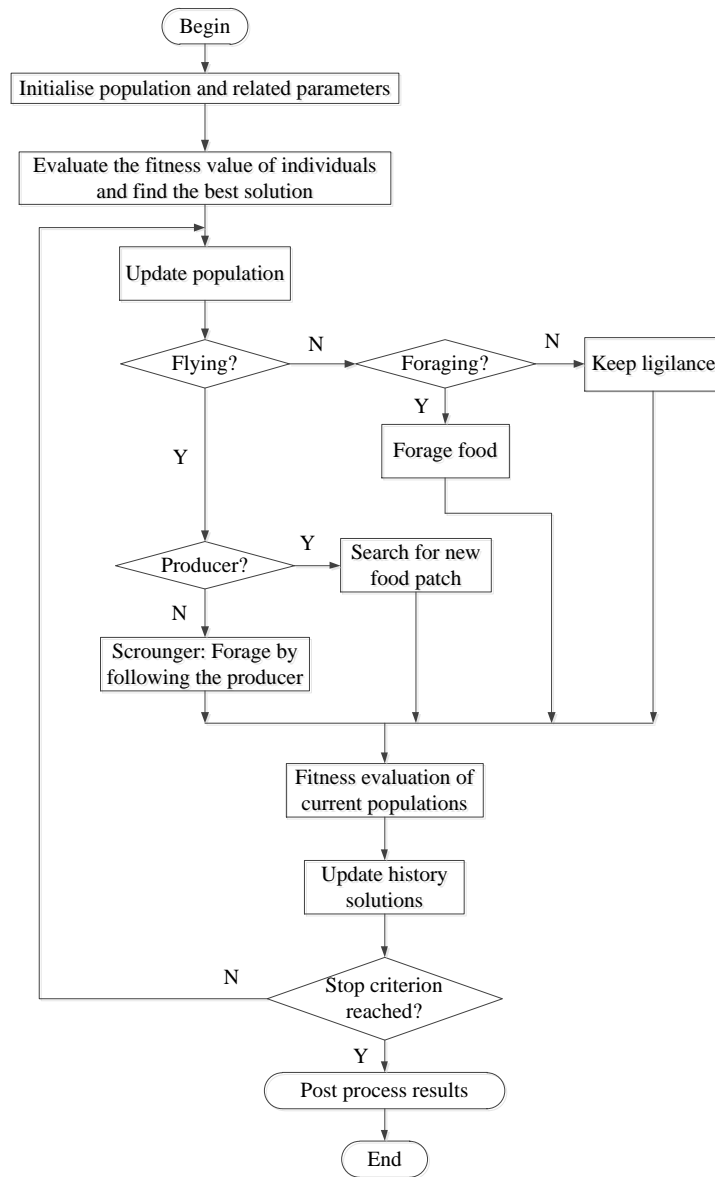 Begin
Initialise population and related parameters
Evaluate the fitness value of individuals
and find the best solution
Update population
Flying?
N
Foraging?
N
Keep ligilance
Y
Forage food
Y
Producer?
Y
Search for new
food patch
N
Scrounger: Forage by
following the producer
Fitness evaluation of
current populations
Update history
solutions
Stop criterion
reached?
N
Y
Post process results
End